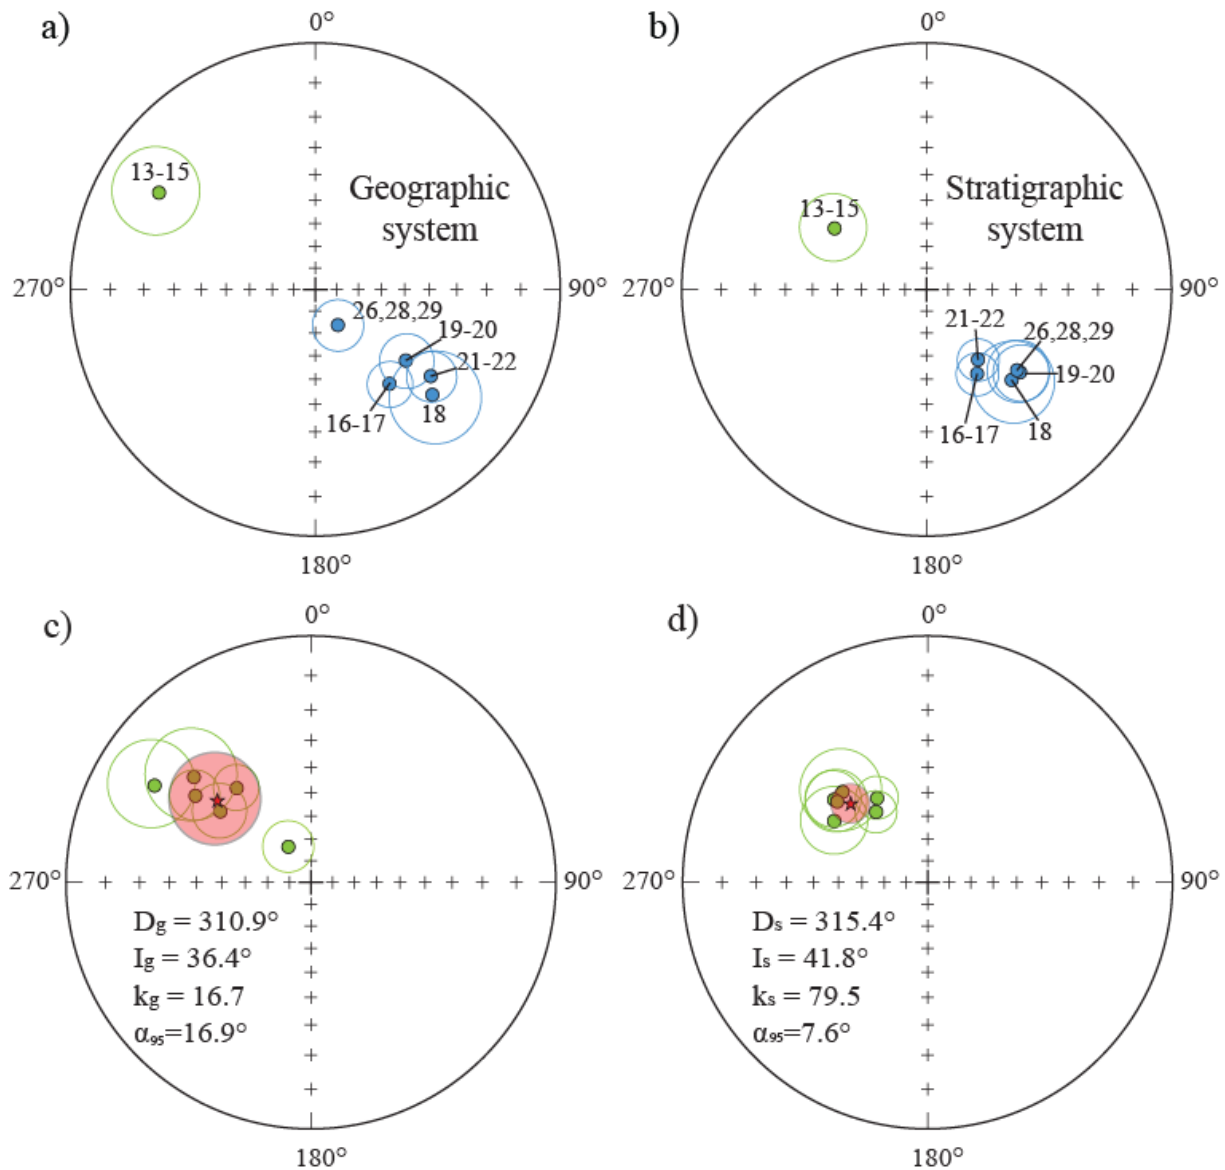 a)
0°
13-15
Geographic
system
270°
90°
26,28,29
19-20
21-22
16-17
18
180°
b)
0°
13-15
Stratigraphic
system
270°
90°
21-22
26,28,29
19-20
16-17
18
180°
c)
0°
270°
90°
Dg = 310.9°
Ig = 36.4°
kg = 16.7
α95=16.9°
180°
d)
0°
270°
90°
Ds = 315.4°
Is = 41.8°
ks = 79.5
α95=7.6°
180°